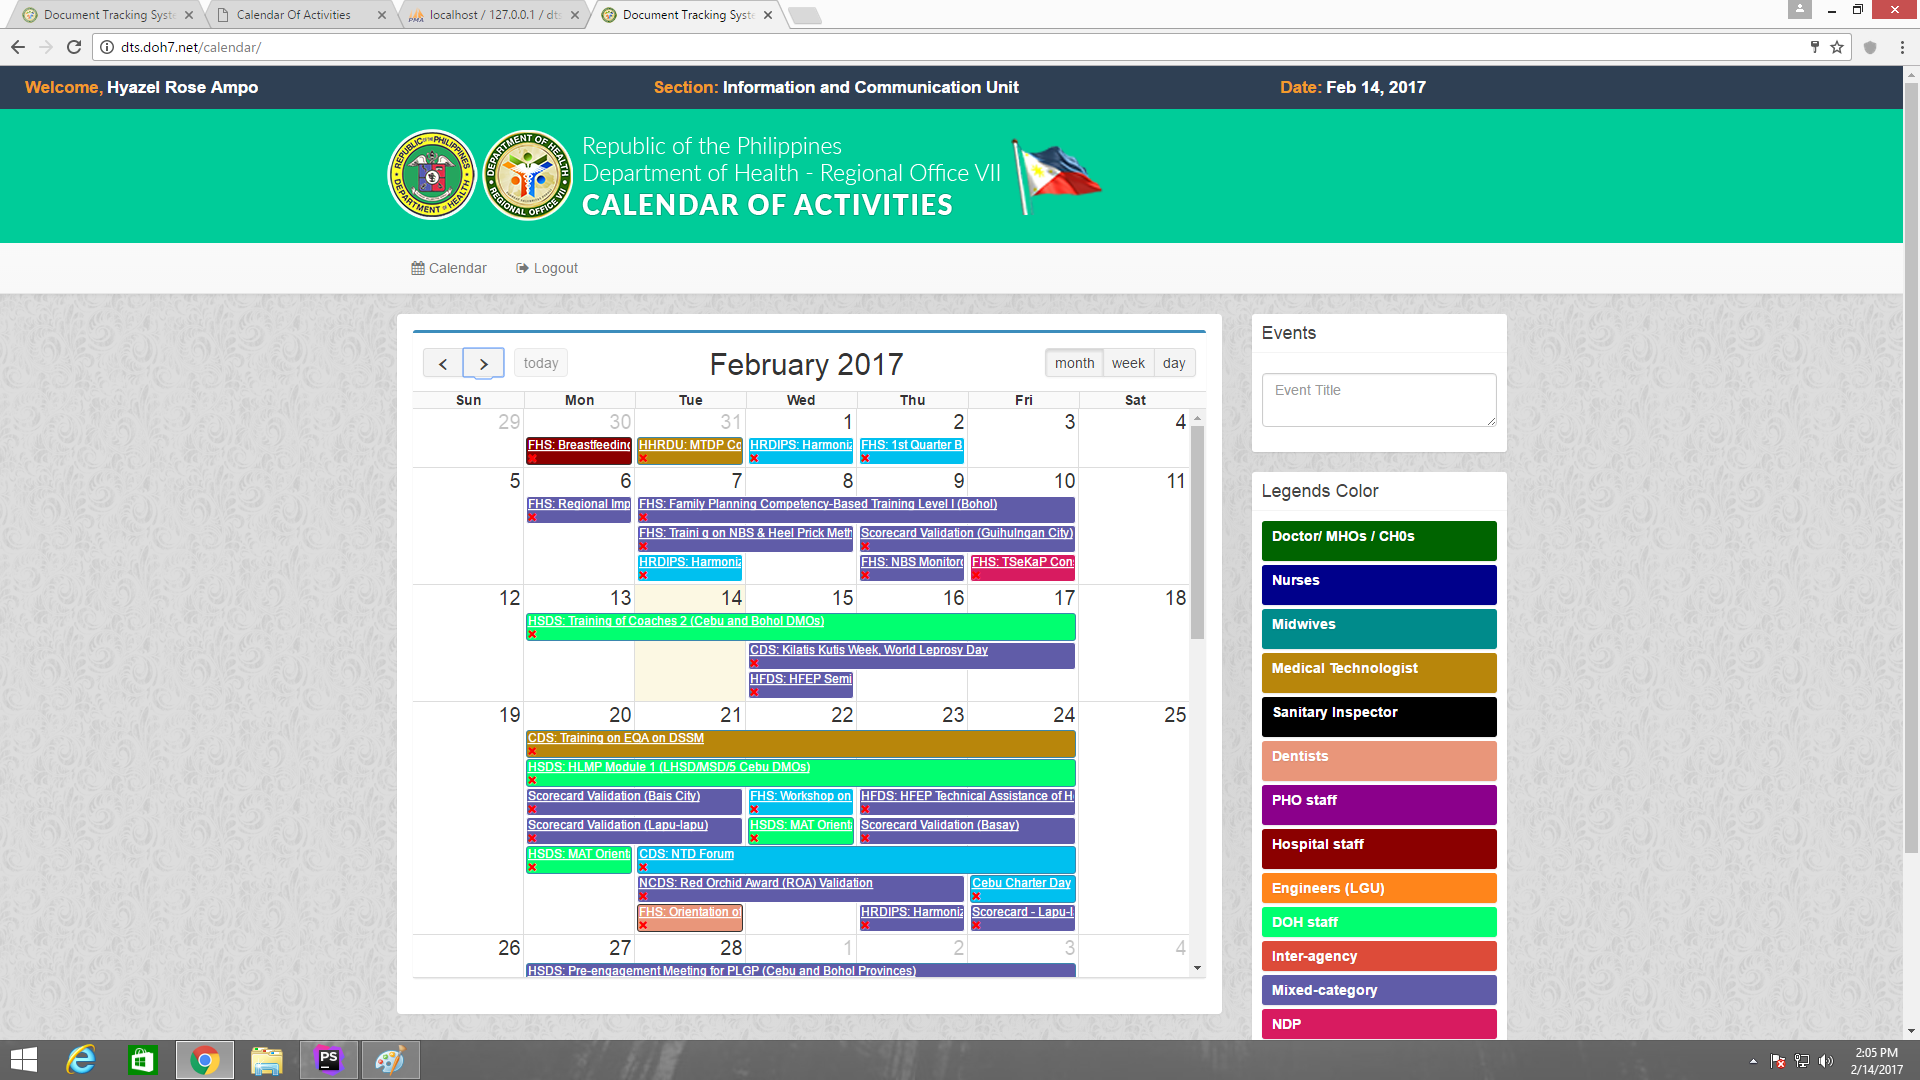 Document Tracking Syst
Calendar Of Activities
localhost / 127.0.0.1 / dt
Document Tracking Syst
dts.doh7.net/calendar/
Welcome, Hyazel Rose Ampo
Section: Information and Communication Unit
Date: Feb 14, 2017
Republic of the Philippines
Department of Health - Regional Office VII
CALENDAR OF ACTIVITIES
Calendar
Logout
today
February 2017
month week day
Sun Mon Tue Wed Thu Fri Sat
29 30 31 1 2 3 4
FHS: Breastfeeding
HHRDU: MTDP Co
HRDIPS: Harmoniz
FHS: 1st Quarter B
5 6 7 8 9 10 11
FHS: Regional Imp
FHS: Family Planning Competency-Based Training Level I (Bohol)
FHS: Traini g on NBS & Heel Prick Meth
Scorecard Validation (Guihulngan City)
HRDIPS: Harmoniz
FHS: NBS Monitor
FHS: TSeKaP Con
12 13 14 15 16 17 18
HSDS: Training of Coaches 2 (Cebu and Bohol DMOs)
CDS: Kilatis Kutis Week, World Leprosy Day
HFDS: HFEP Semi
19 20 21 22 23 24 25
CDS: Training on EQA on DSSM
HSDS: HLMP Module 1 (LHSD/MSD/5 Cebu DMOs)
Scorecard Validation (Bais City)
FHS: Workshop on
HFDS: HFEP Technical Assistance of H
Scorecard Validation (Lapu-lapu)
HSDS: MAT Orient
Scorecard Validation (Basay)
HSDS: MAT Orient
CDS: NTD Forum
NCDS: Red Orchid Award (ROA) Validation
Cebu Charter Day
FHS: Orientation of
HRDIPS: Harmoniz
Scorecard - Lapu-l
26 27 28 1 2 3 4
HSDS: Pre-engagement Meeting for PLGP (Cebu and Bohol Provinces)
Events
Event Title
Legends Color
Doctor/ MHOs / CH0s
Nurses
Midwives
Medical Technologist
Sanitary Inspector
Dentists
PHO staff
Hospital staff
Engineers (LGU)
DOH staff
Inter-agency
Mixed-category
NDP
2:05 PM
2/14/2017